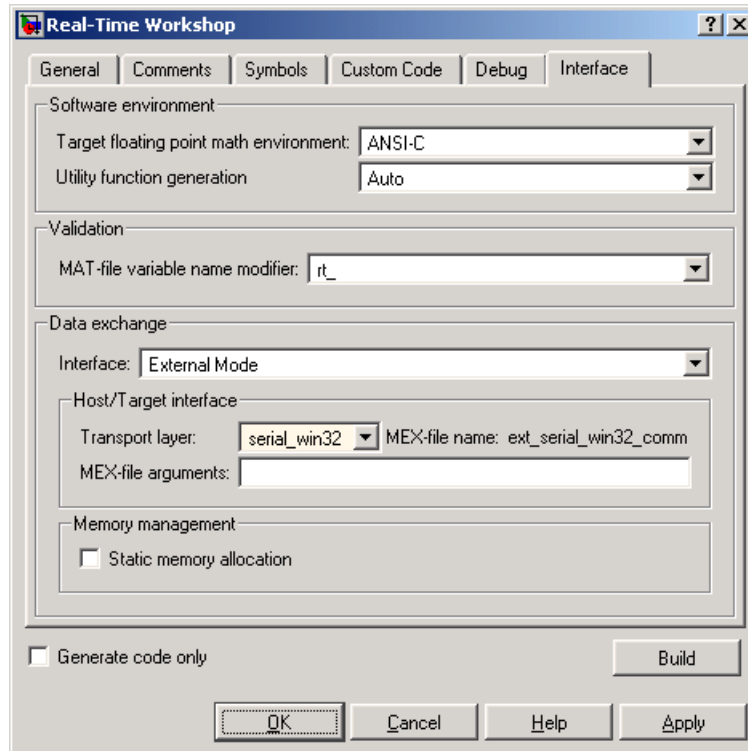 Real-Time Workshop
General Comments Symbols Custom Code Debug Interface
Software environment
Target floating point math environment: ANSI-C
Utility function generation Auto
Validation
MAT-file variable name modifier: rt_
Data exchange
Interface: External Mode
Host/Target interface
Transport layer: serial_win32 MEX-file name: ext_serial_win32_comm
MEX-file arguments:
Memory management
Static memory allocation
Generate code only Build
OK Cancel Help Apply